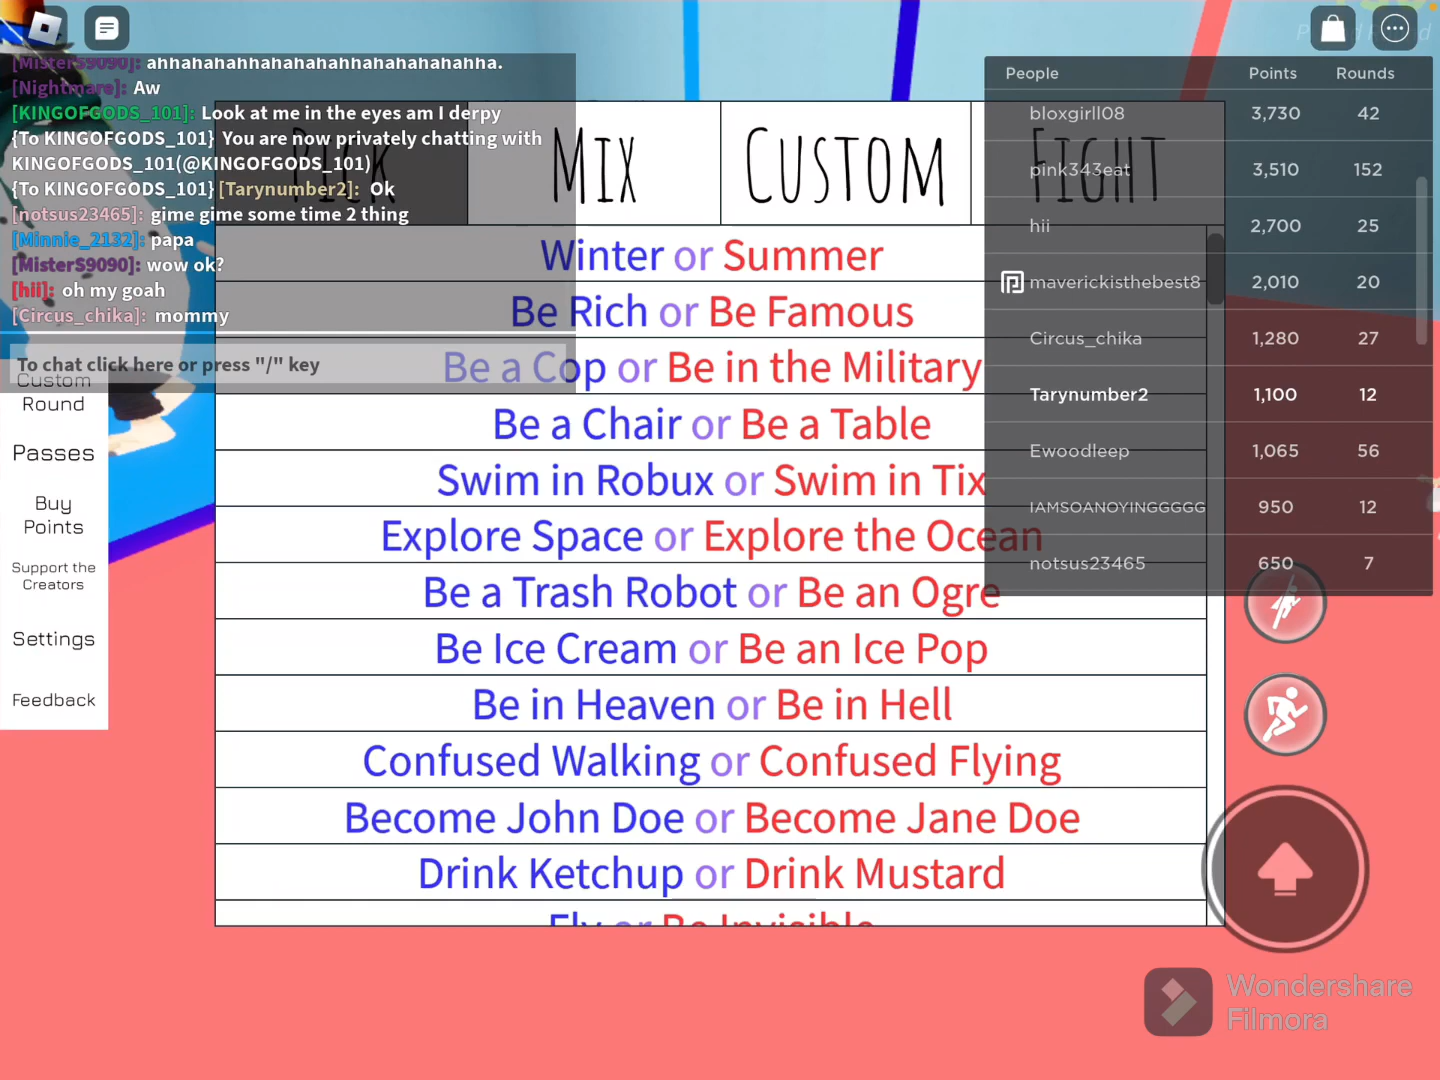 [MisterS9090]: ahhahahahhahahahahhahahahahahha.
[Nightmare]: Aw
[KINGOFGODS_101]: Look at me in the eyes am I derpy
{To KINGOFGODS_101} You are now privately chatting with
KINGOFGODS_101(@KINGOFGODS_101)
{To KINGOFGODS_101} [Tarynumber2]: Ok
[notsus23465]: gime gime some time 2 thing
[Minnie_2132]: papa
[MisterS9090]: wow ok?
[hii]: oh my goah
[Circus_chika]: mommy
To chat click here or press "/" key
Custom
Round
Passes
Buy
Points
Support the
Creators
Settings
Feedback
PICK
MIX
CUSTOM
FIGHT
Winter or Summer
Be Rich or Be Famous
Be a Cop or Be in the Military
Be a Chair or Be a Table
Swim in Robux or Swim in Tix
Explore Space or Explore the Ocean
Be a Trash Robot or Be an Ogre
Be Ice Cream or Be an Ice Pop
Be in Heaven or Be in Hell
Confused Walking or Confused Flying
Become John Doe or Become Jane Doe
Drink Ketchup or Drink Mustard
Fly or Be Invisible
People Points Rounds
bloxgirll08 3,730 42
pink343eat 3,510 152
hii 2,700 25
maverickisthebest8 2,010 20
Circus_chika 1,280 27
Tarynumber2 1,100 12
Ewoodleep 1,065 56
IAMSOANOYINGGGGG 950 12
notsus23465 650 7
Wondershare
Filmora